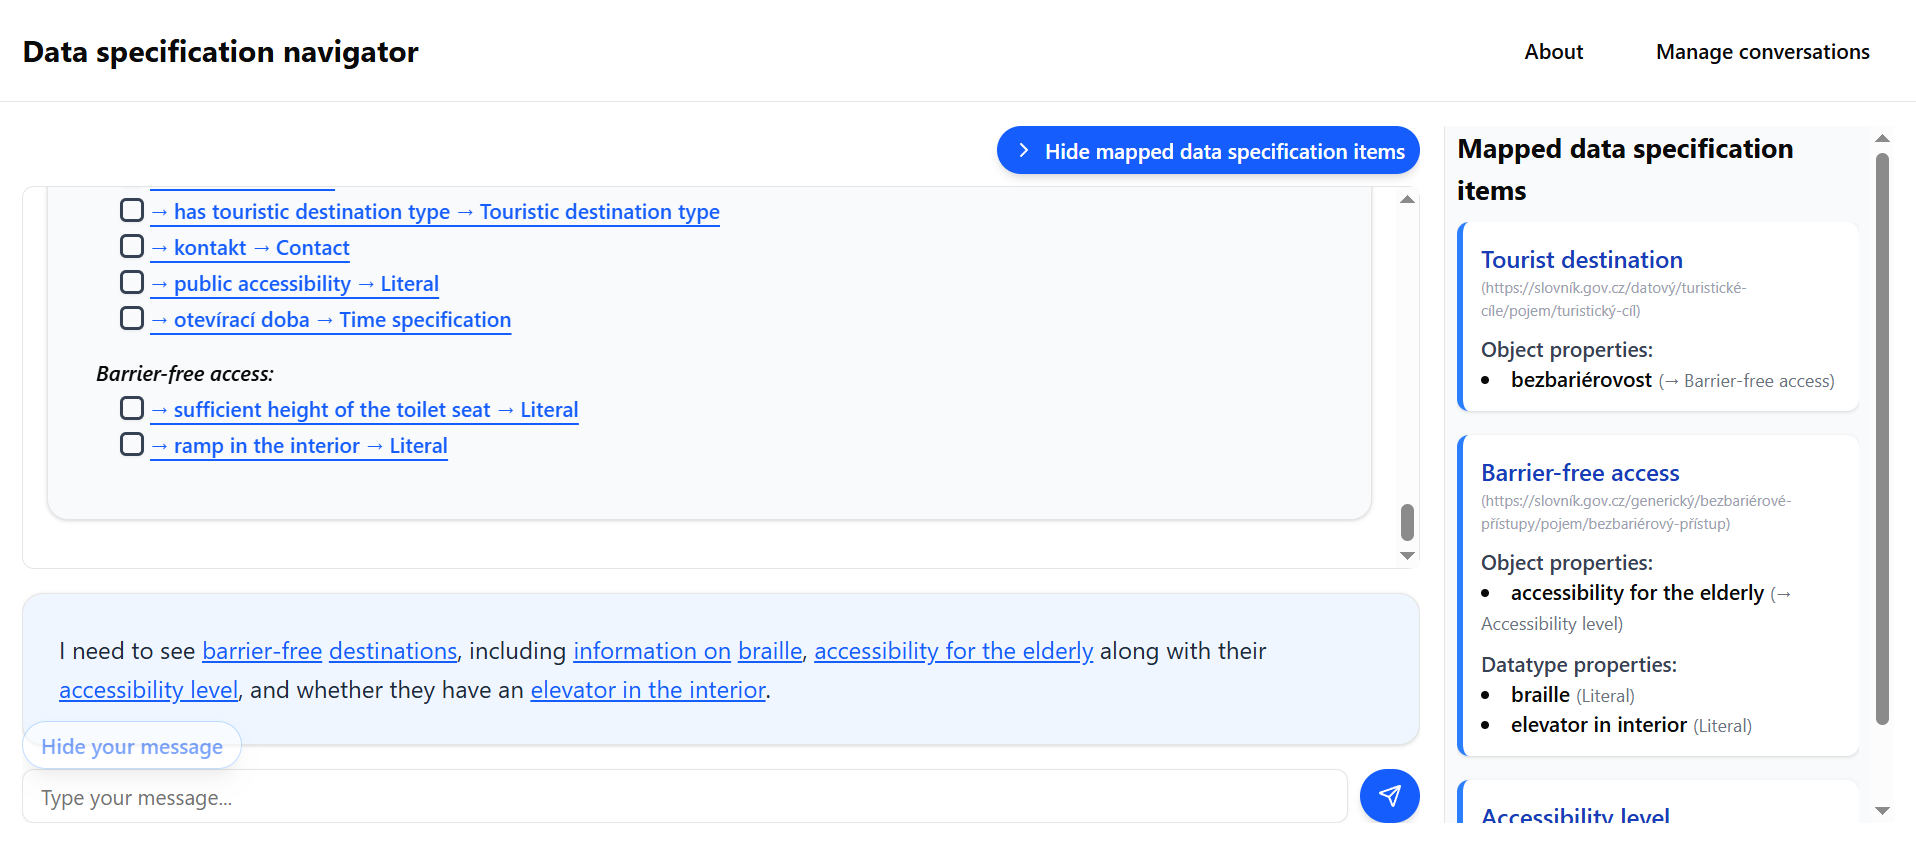 Data specification navigator
About
Manage conversations
Hide mapped data specification items
→ has touristic destination type → Touristic destination type
→ kontakt → Contact
→ public accessibility → Literal
→ otevírací doba → Time specification
Barrier-free access:
→ sufficient height of the toilet seat → Literal
→ ramp in the interior → Literal
I need to see barrier-free destinations, including information on braille, accessibility for the elderly along with their
accessibility level, and whether they have an elevator in the interior.
Hide your message
Type your message...
Mapped data specification
items
Tourist destination
(https://slovník.gov.cz/datový/turistické-
cíle/pojem/turistický-cíl)
Object properties:
• bezbariérovost (→ Barrier-free access)
Barrier-free access
(https://slovník.gov.cz/generický/bezbariérové-
přístupy/pojem/bezbariérový-přístup)
Object properties:
• accessibility for the elderly (→
Accessibility level)
Datatype properties:
• braille (Literal)
• elevator in interior (Literal)
Accessibility level